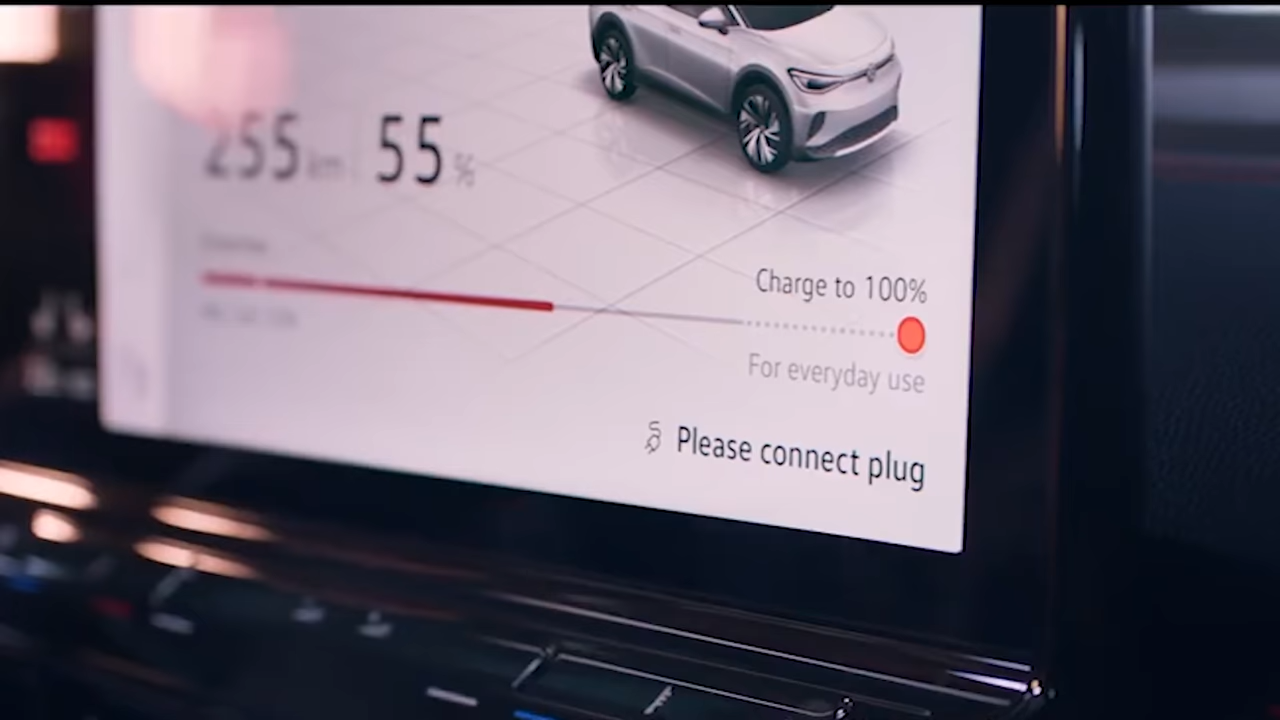 255 km 55 %
Charge to 100%
For everyday use
Please connect plug